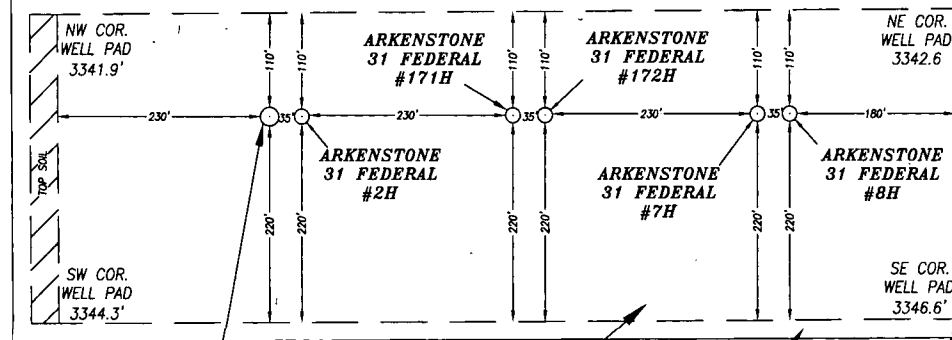 NW COR.
WELL PAD
3341.9'
ARKENSTONE
31 FEDERAL
#171H
ARKENSTONE
31 FEDERAL
#172H
NE COR.
WELL PAD
3342.6
110'
110'
110'
110'
110'
110'
230'
35'
230'
35'
230'
35'
180'
TOP SOIL
ARKENSTONE
31 FEDERAL
#2H
ARKENSTONE
31 FEDERAL
#7H
ARKENSTONE
31 FEDERAL
#8H
220'
220'
220'
220'
220'
220'
SW COR.
WELL PAD
3344.3'
SE COR.
WELL PAD
3346.6'